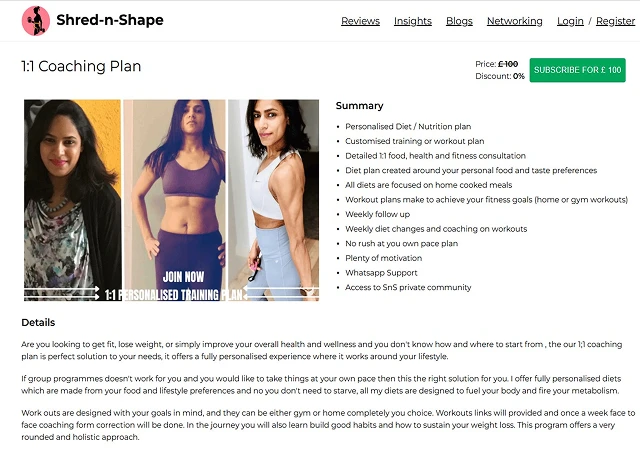 Shred-n-Shape
Reviews Insights Blogs Networking Login / Register
1:1 Coaching Plan
Price: £ 100
Discount: 0%
SUBSCRIBE FOR £ 100
JOIN NOW
1:1 PERSONALISED TRAINING PLAN
Summary
Personalised Diet / Nutrition plan
Customised training or workout plan
Detailed 1:1 food, health and fitness consultation
Diet plan created around your personal food and taste preferences
All diets are focused on home cooked meals
Workout plans make to achieve your fitness goals (home or gym workouts)
Weekly follow up
Weekly diet changes and coaching on workouts
No rush at your own pace plan
Plenty of motivation
Whatsapp Support
Access to SnS private community
Details
Are you looking to get fit, lose weight, or simply improve your overall health and wellness and you don't know how and where to start from , the our 1;1 coaching
plan is perfect solution to your needs, it offers a fully personalised experience where it works around your lifestyle.
If group programmes doesn't work for you and you would like to take things at your own pace then this the right solution for you. I offer fully personalised diets
which are made from your food and lifestyle preferences and no you don't need to starve, all my diets are designed to fuel your body and fire your metabolism.
Work outs are designed with your goals in mind, and they can be either gym or home completely you choice. Workouts links will provided and once a week face to
face coaching form correction will be done. In the journey you will also learn build good habits and how to sustain your weight loss. This program offers a very
rounded and holistic approach.